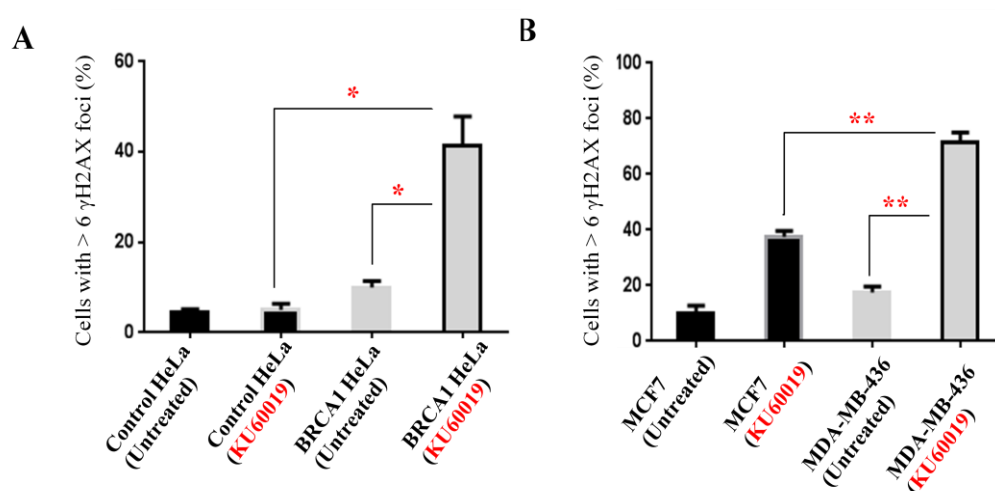 A
Cells with > 6 γH2AX foci (%)
60
40
20
0
*
*
Control HeLa
(Untreated)
Control HeLa
(KU60019)
BRCA1 HeLa
(Untreated)
BRCA1 HeLa
(KU60019)
B
Cells with > 6 γH2AX foci (%)
100
80
60
40
20
0
**
**
MCF7
(Untreated)
MCF7
(KU60019)
MDA-MB-436
(Untreated)
MDA-MB-436
(KU60019)